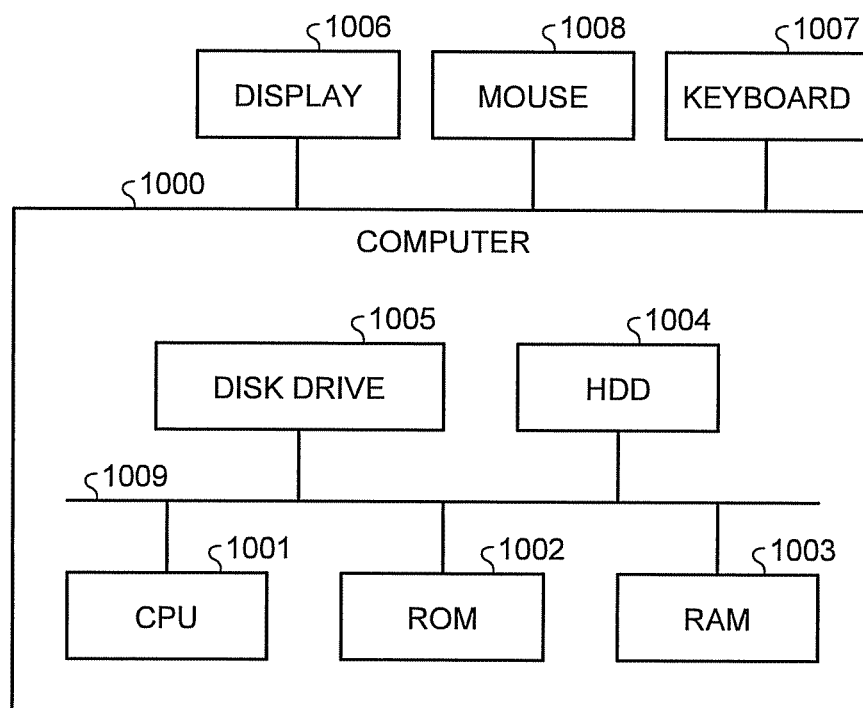 1006 1008 1007
DISPLAY MOUSE KEYBOARD
1000
COMPUTER
1005 1004
DISK DRIVE HDD
1009
1001 1002 1003
CPU ROM RAM